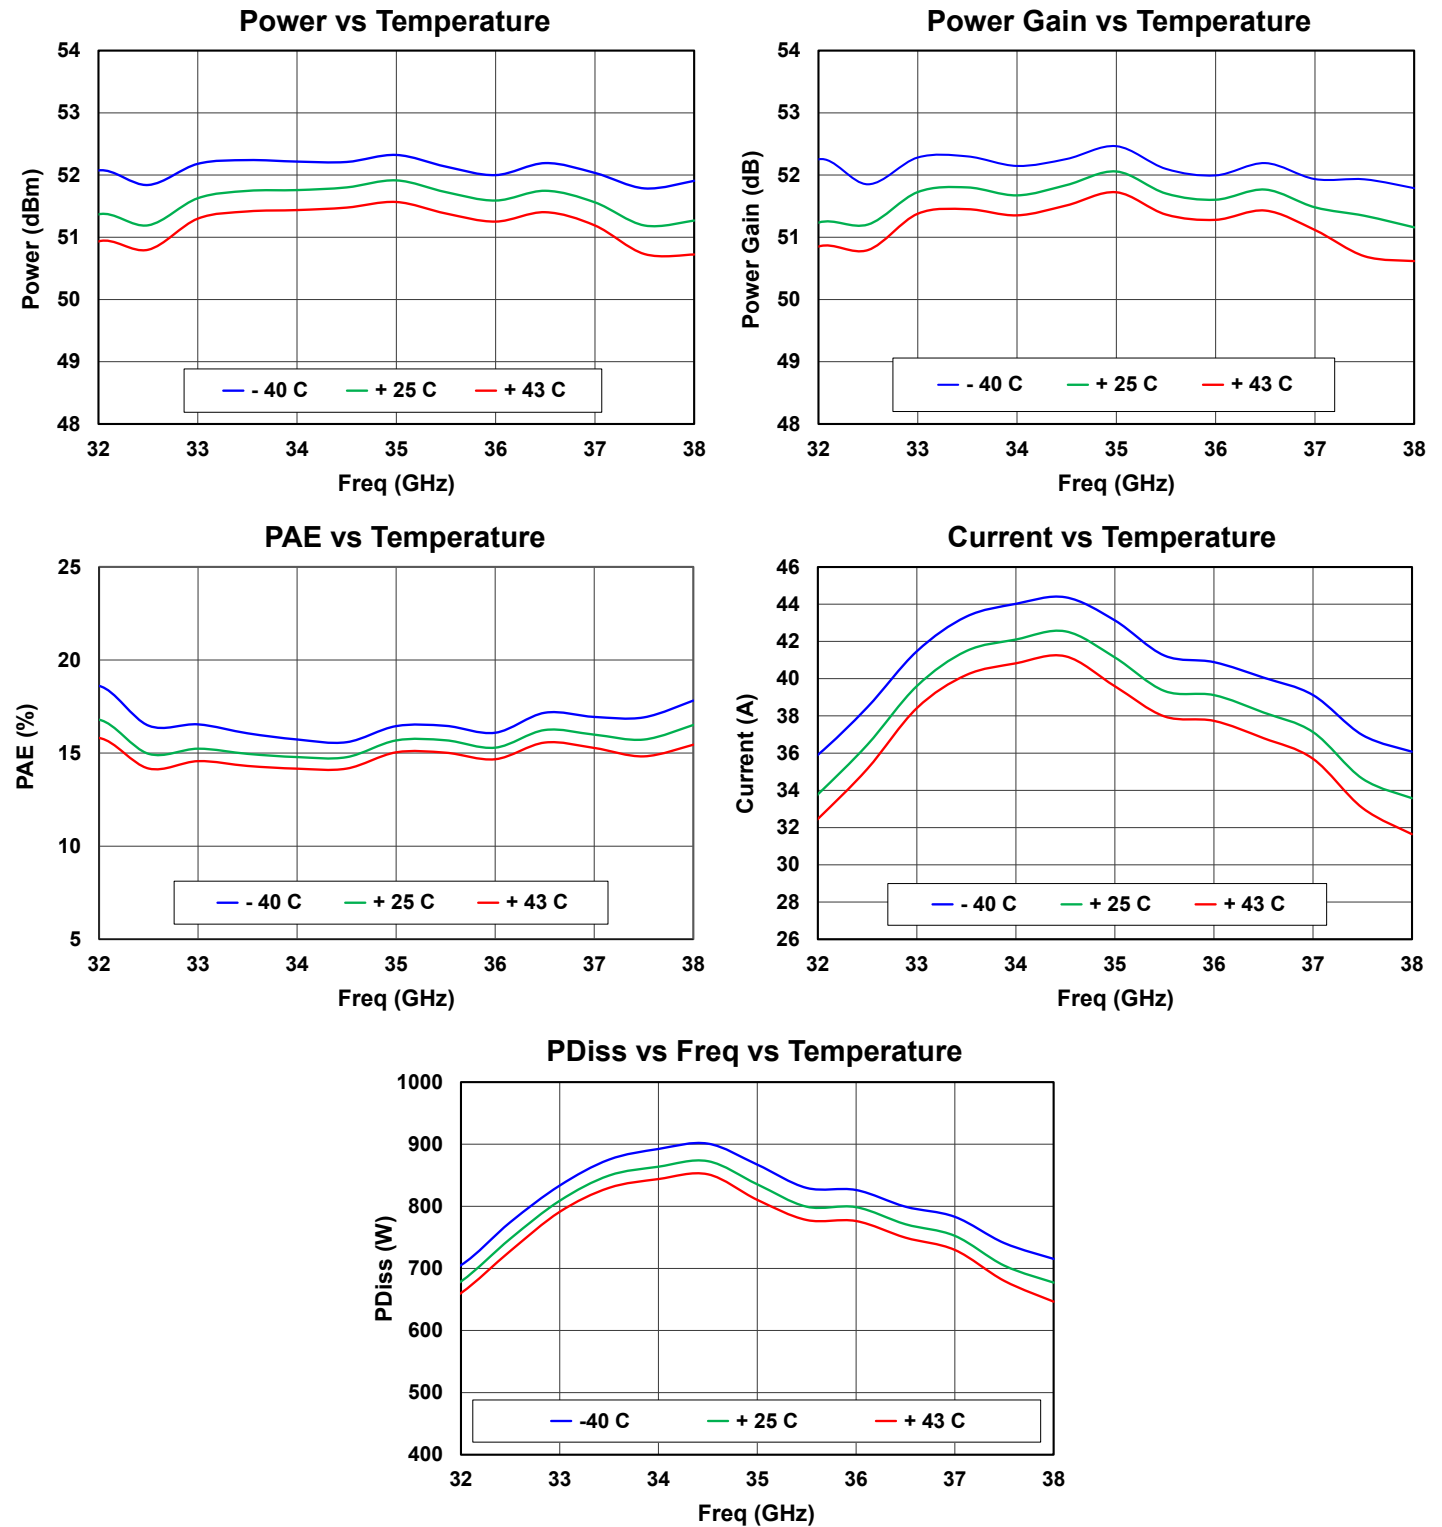 Power vs Temperature
54
53
52
51
50
49
48
Power (dBm)
- 40 C + 25 C + 43 C
32 33 34 35 36 37 38
Freq (GHz)
Power Gain vs Temperature
54
53
52
51
50
49
48
Power Gain (dB)
- 40 C + 25 C + 43 C
32 33 34 35 36 37 38
Freq (GHz)
PAE vs Temperature
25
20
15
10
5
PAE (%)
- 40 C + 25 C + 43 C
32 33 34 35 36 37 38
Freq (GHz)
Current vs Temperature
46
44
42
40
38
36
34
32
30
28
26
Current (A)
- 40 C + 25 C + 43 C
32 33 34 35 36 37 38
Freq (GHz)
PDiss vs Freq vs Temperature
1000
900
800
700
600
500
400
PDiss (W)
-40 C + 25 C + 43 C
32 33 34 35 36 37 38
Freq (GHz)